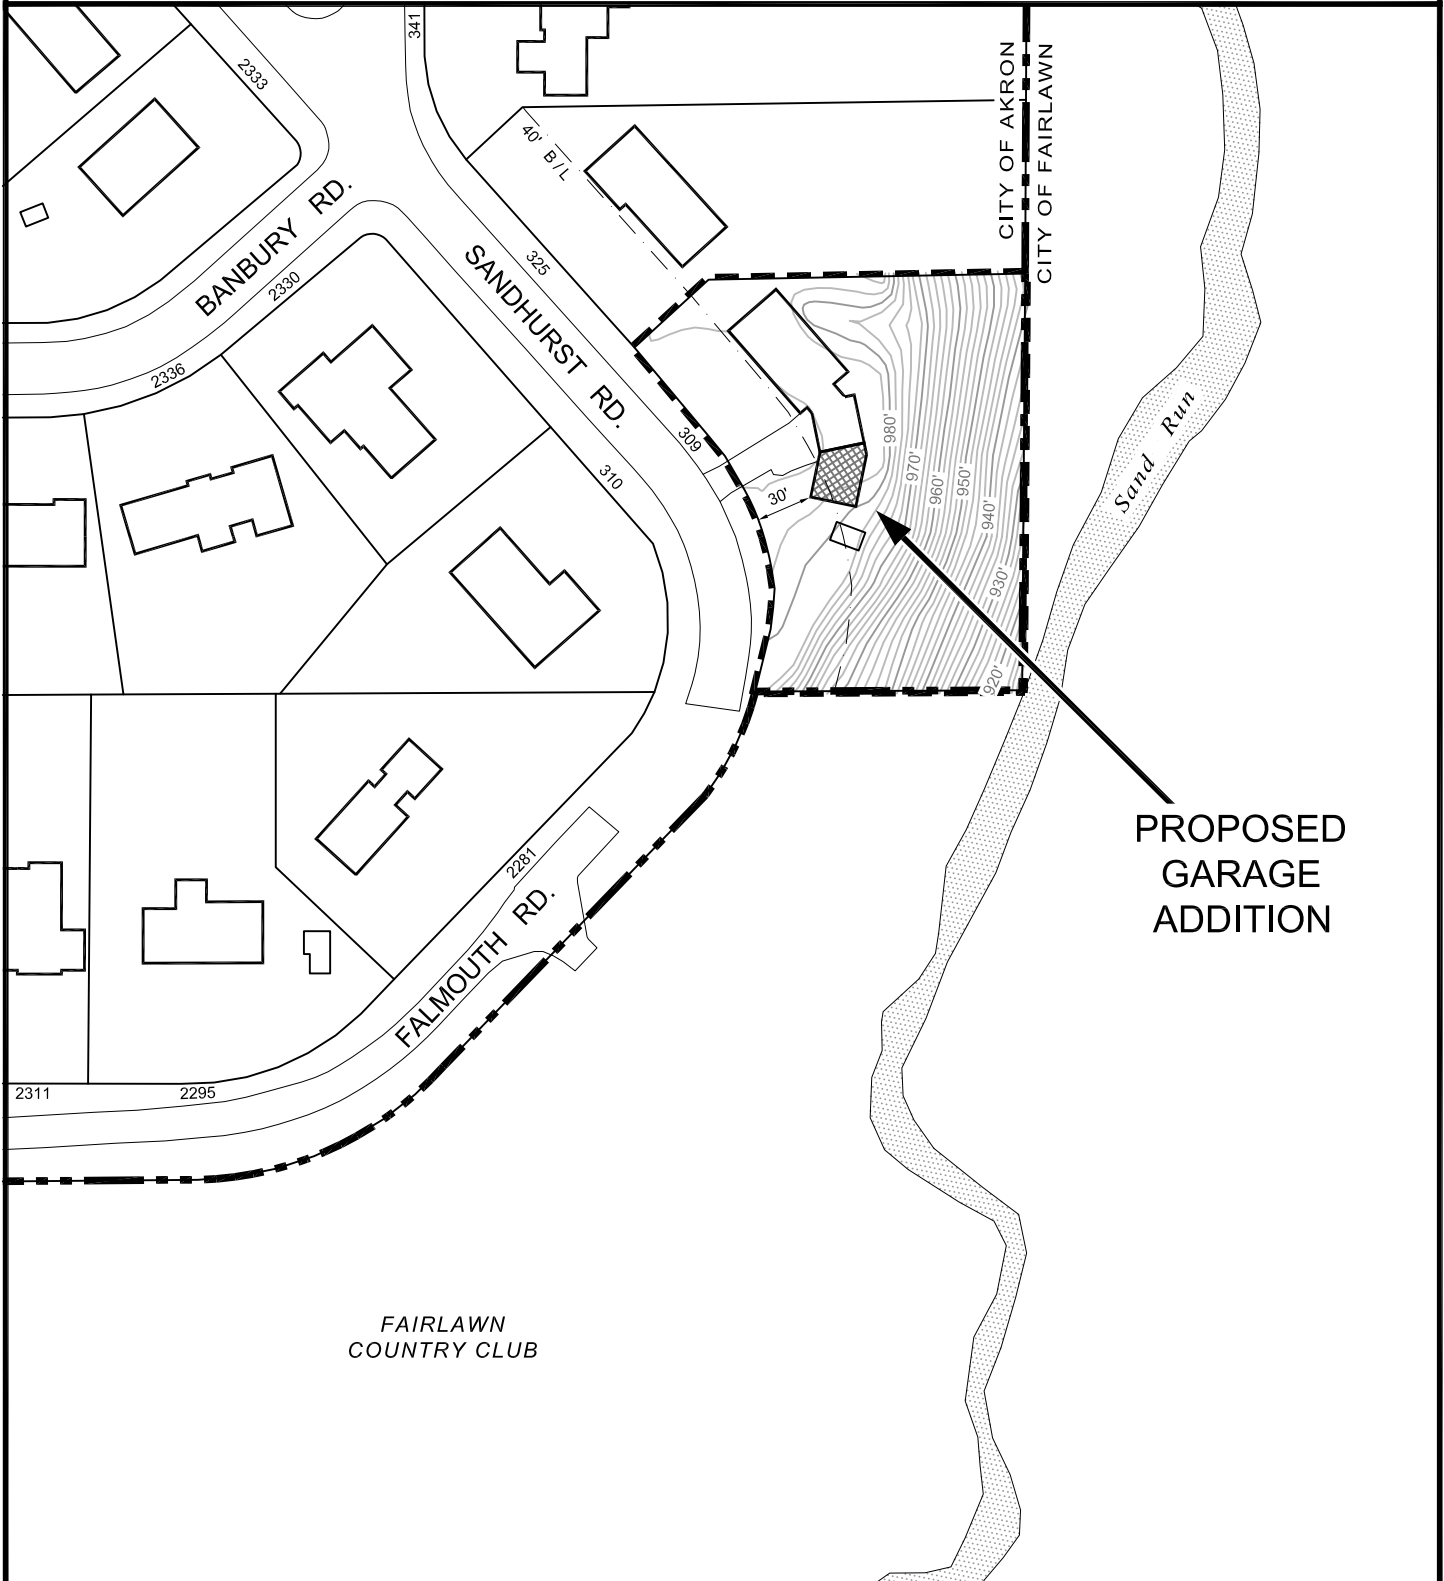 341
2333
CITY OF AKRON
CITY OF FAIRLAWN
40' B/L
BANBURY RD.
325
SANDHURST RD.
2330
2336
309
310
Sand Run
980'
970'
960'
950'
940'
930'
920'
30'
PROPOSED
GARAGE
ADDITION
2281
FALMOUTH RD.
2311
2295
FAIRLAWN
COUNTRY CLUB